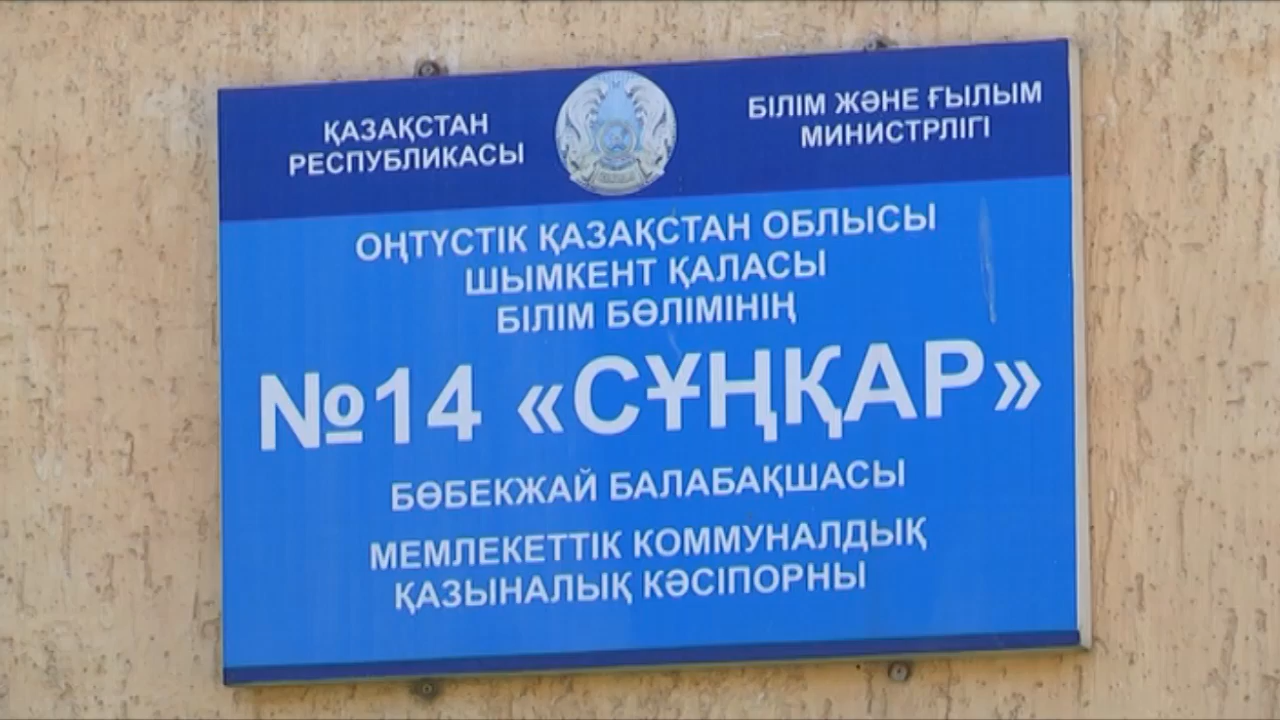 ҚАЗАҚСТАН
РЕСПУБЛИКАСЫ
БІЛІМ ЖӘНЕ ҒЫЛЫМ
МИНИСТРЛІГІ
ОҢТҮСТІК ҚАЗАҚСТАН ОБЛЫСЫ
ШЫМКЕНТ ҚАЛАСЫ
БІЛІМ БӨЛІМІНІҢ
№14 «СҰҢҚАР»
БӨБЕКЖАЙ БАЛАБАҚШАСЫ
МЕМЛЕКЕТТІК КОММУНАЛДЫҚ
ҚАЗЫНАЛЫҚ КӘСІПОРНЫ